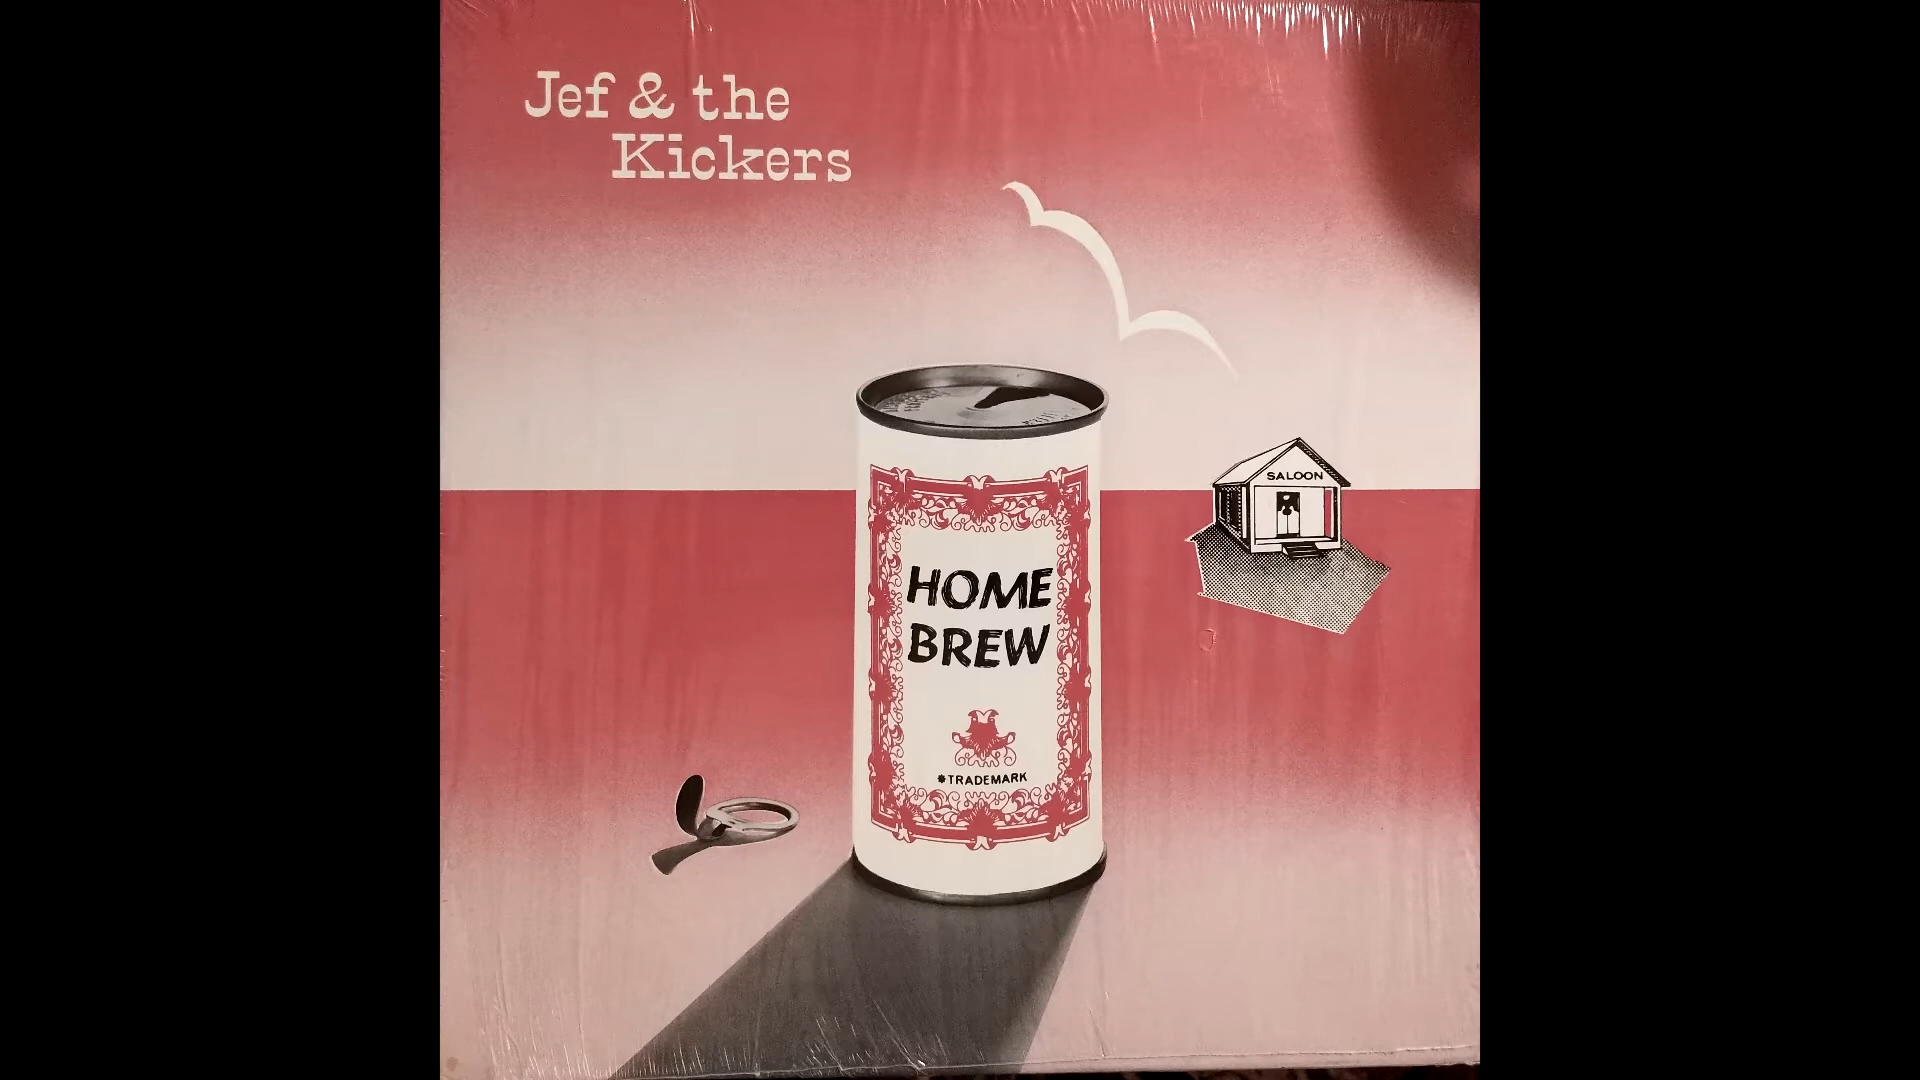 Jef & the
Kickers
SALOON
HOME
BREW
*TRADEMARK